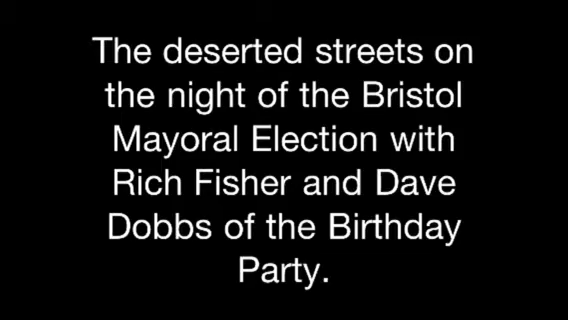 The deserted streets on
the night of the Bristol
Mayoral Election with
Rich Fisher and Dave
Dobbs of the Birthday
Party.